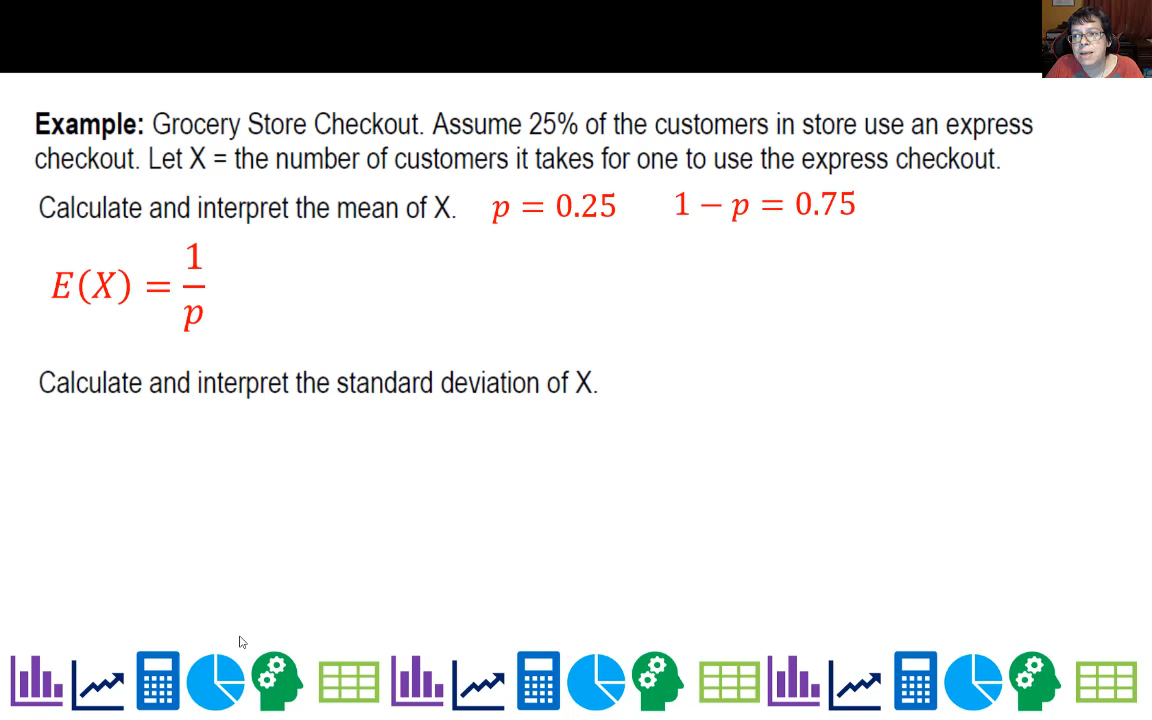 Example: Grocery Store Checkout. Assume 25% of the customers in store use an express
checkout. Let X = the number of customers it takes for one to use the express checkout.
Calculate and interpret the mean of X. p = 0.25 1 − p = 0.75
E(X) = 1/p
Calculate and interpret the standard deviation of X.